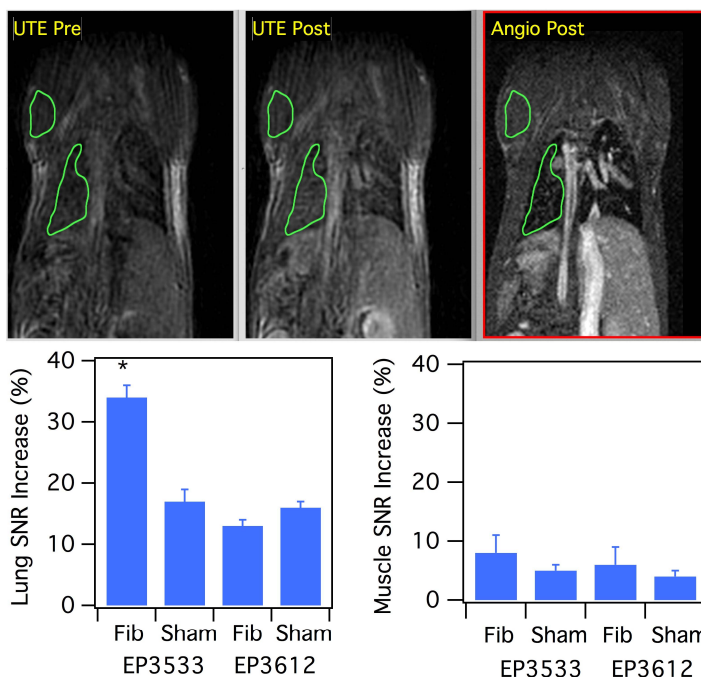 UTE Pre
UTE Post
Angio Post
Lung SNR Increase (%)
40
30
20
10
0
*
Fib Sham Fib Sham
EP3533 EP3612
Muscle SNR Increase (%)
40
30
20
10
0
Fib Sham Fib Sham
EP3533 EP3612